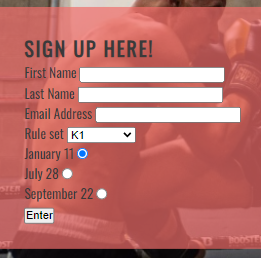 SIGN UP HERE!
First Name
Last Name
Email Address
Rule set K1
January 11
July 28
September 22
Enter